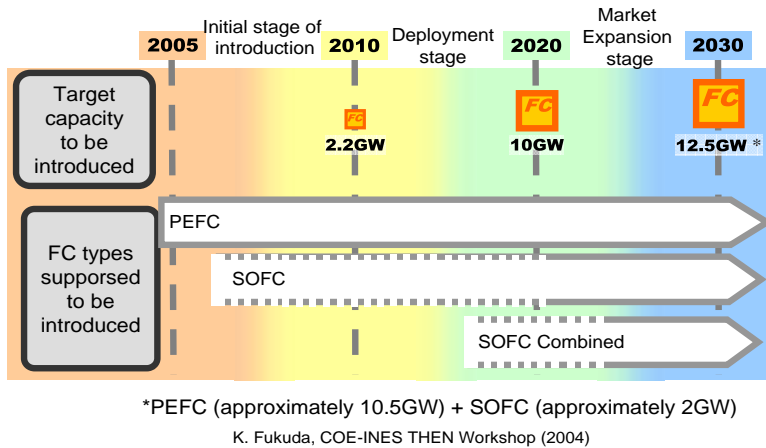 Initial stage of
introduction
Deployment
stage
Market
Expansion
stage
2005
2010
2020
2030
Target
capacity
to be
introduced
FC
FC
FC
2.2GW
10GW
12.5GW *
FC types
supporsed
to be
introduced
PEFC
SOFC
SOFC Combined
*PEFC (approximately 10.5GW) + SOFC (approximately 2GW)
K. Fukuda, COE-INES THEN Workshop (2004)